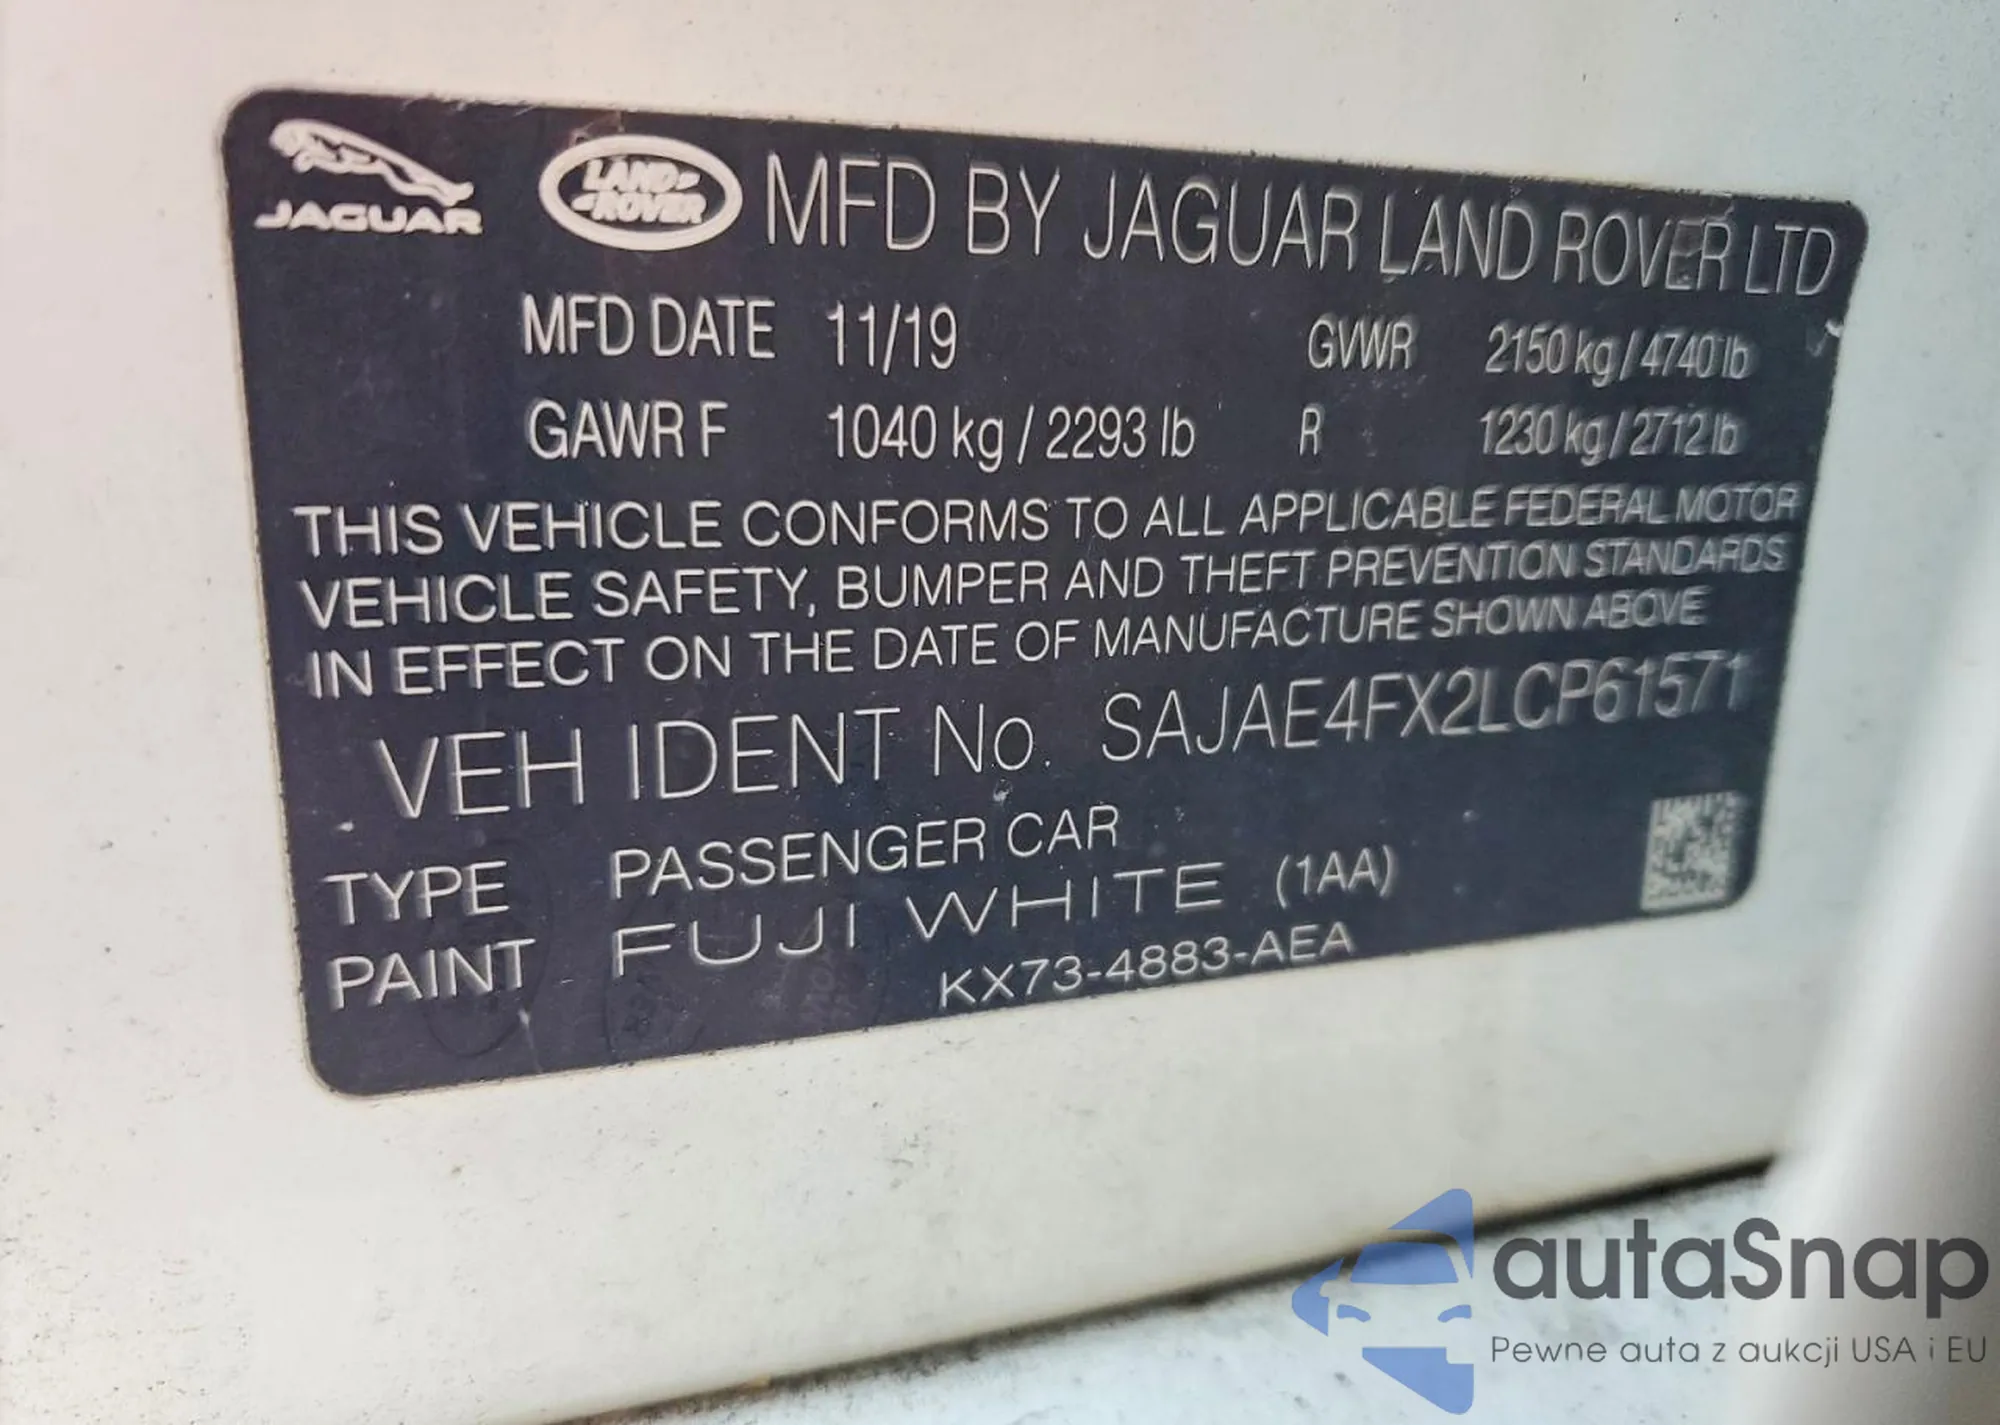 JAGUAR
LAND ROVER
MFD BY JAGUAR LAND ROVER LTD
MFD DATE 11/19 GVWR 2150 kg / 4740 lb
GAWR F 1040 kg / 2293 lb R 1230 kg / 2712 lb
THIS VEHICLE CONFORMS TO ALL APPLICABLE FEDERAL MOTOR
VEHICLE SAFETY, BUMPER AND THEFT PREVENTION STANDARDS
IN EFFECT ON THE DATE OF MANUFACTURE SHOWN ABOVE
VEH IDENT No. SAJAE4FX2LCP61571
TYPE PASSENGER CAR
PAINT FUJI WHITE (1AA)
KX73-4883-AEA
autaSnap
Pewne auta z aukcji USA i EU